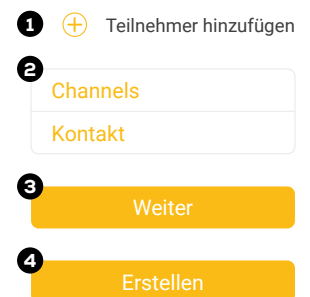 1 Teilnehmer hinzufügen
2
Channels
Kontakt
3
Weiter
4
Erstellen